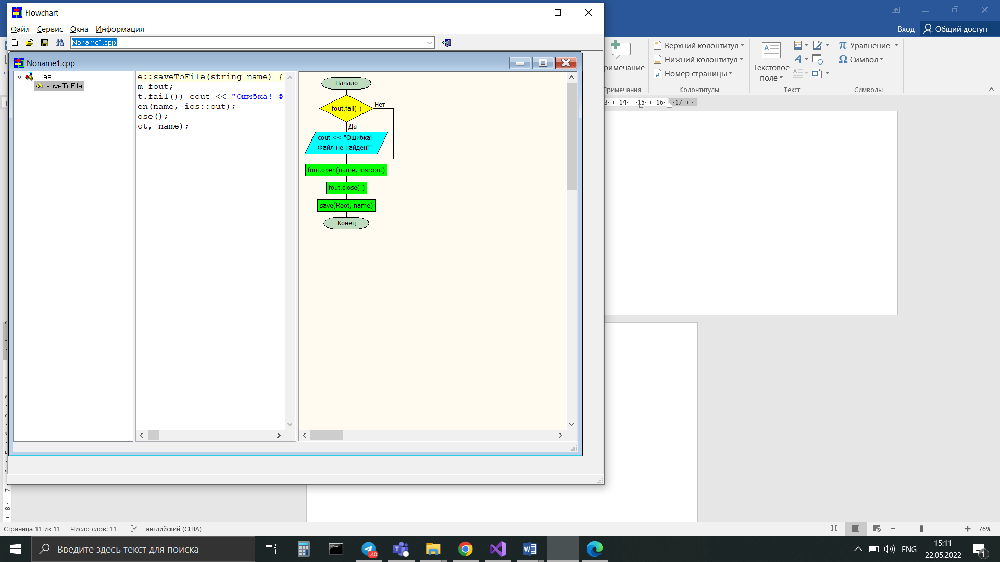 Flowchart
Файл Сервис Окна Информация
Noname1.cpp
Noname1.cpp
Tree
saveToFile
e::saveToFile(string name) {
m fout;
t.fail()) cout << "Ошибка! Фа
en(name, ios::out);
ose();
ot, name);
Начало
fout.fail( )
Нет
Да
cout << "Ошибка!
Файл не найден!"
fout.open(name, ios::out)
fout.close( )
save(Root, name)
Конец
Вход Общий доступ
римечание
Примечания
Верхний колонтитул
Нижний колонтитул
Номер страницы
Колонтитулы
Текстовое
поле
Текст
Уравнение
Символ
Символы
3 · 14 · 15 · 16 · 17
7
8
Страница 11 из 11 Число слов: 11 английский (США)
76%
Введите здесь текст для поиска
40
ENG
15:11
22.05.2022
1